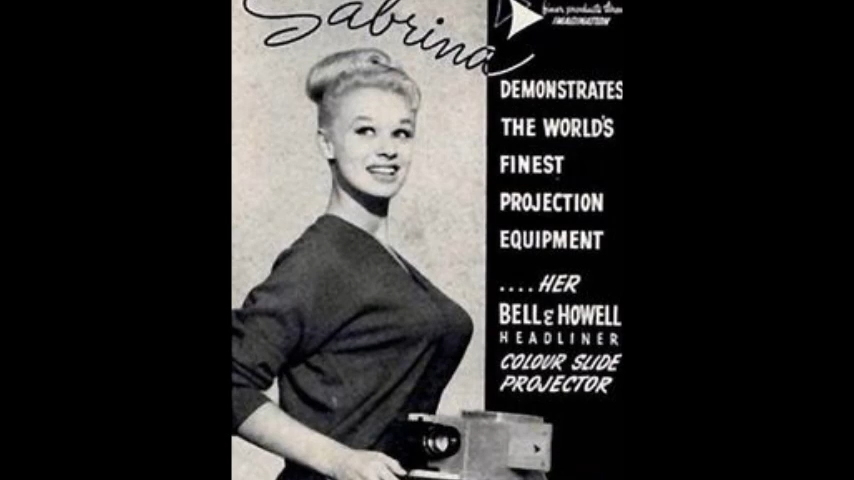 Sabrina
finer products through
IMAGINATION
DEMONSTRATES
THE WORLD'S
FINEST
PROJECTION
EQUIPMENT
....HER
BELL & HOWELL
HEADLINER
COLOUR SLIDE
PROJECTOR